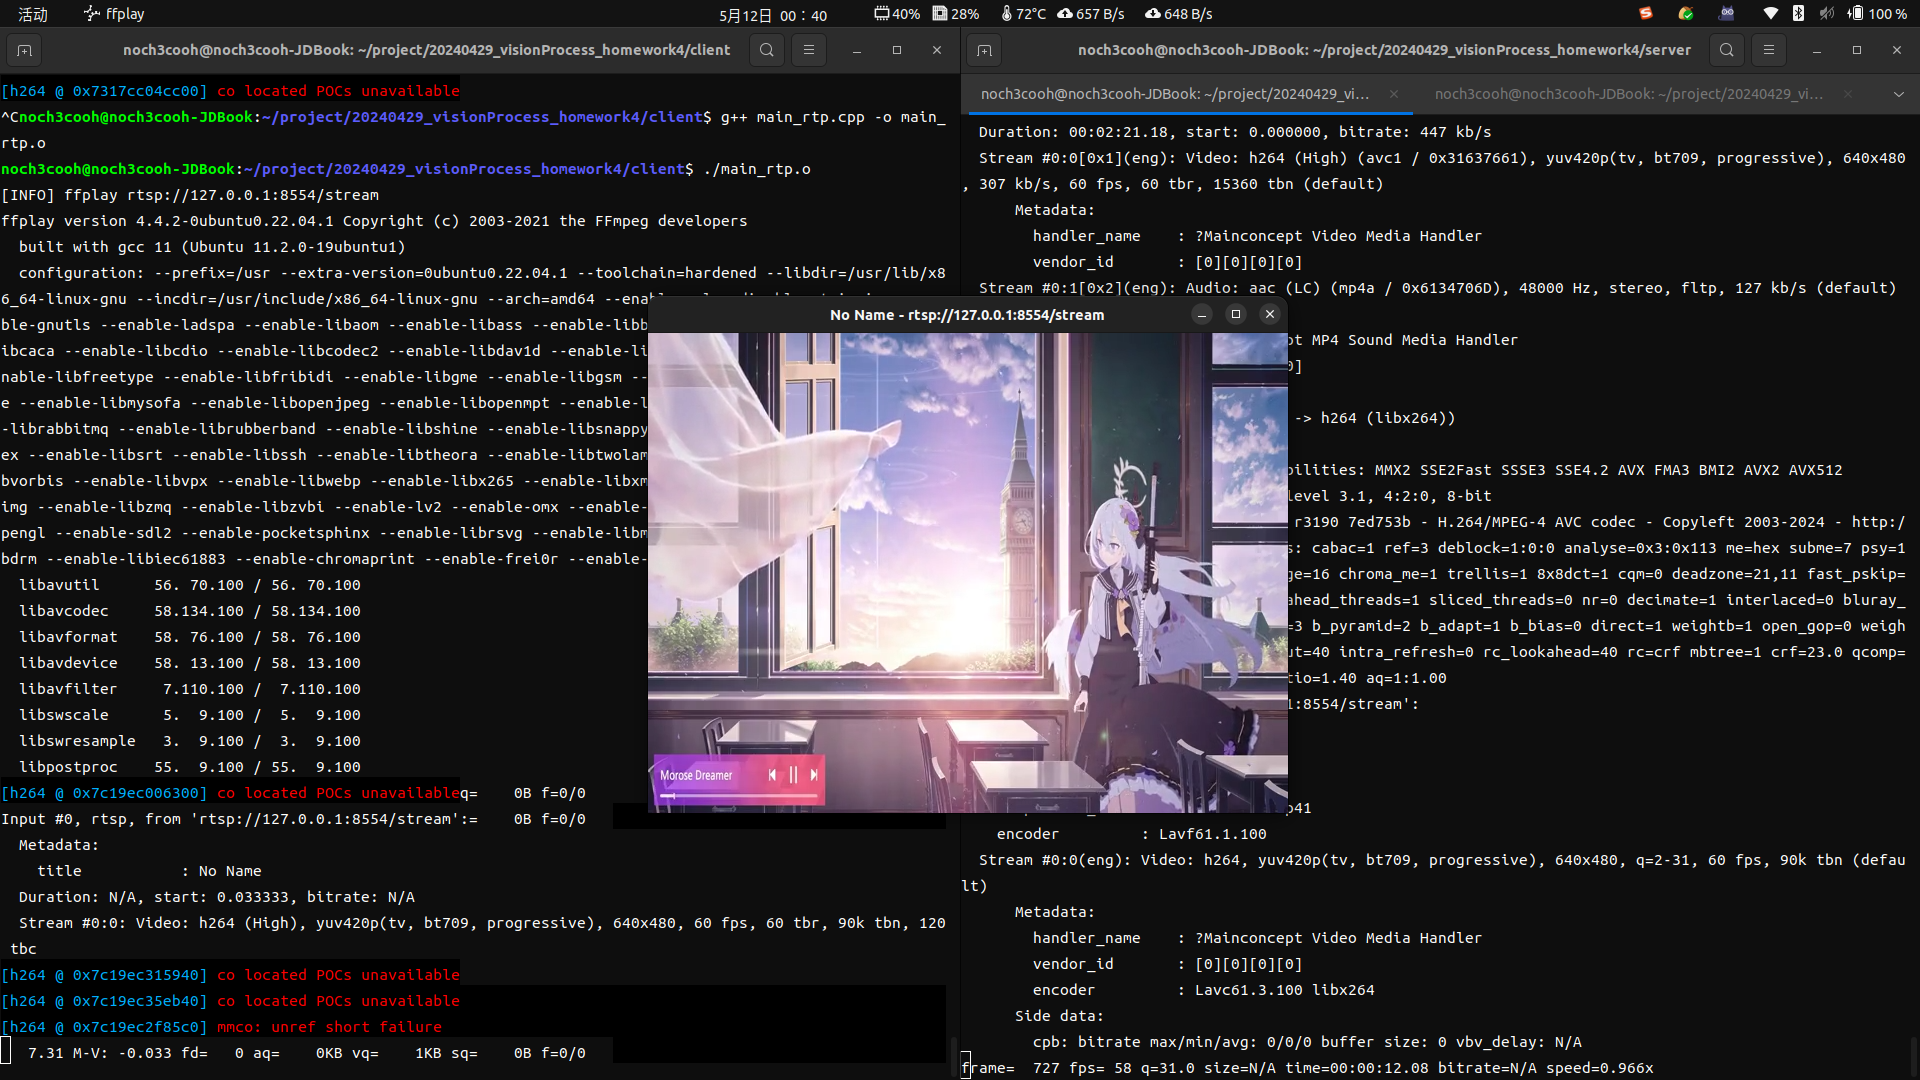 活动 ffplay 5月12日 00：40 40% 28% 72°C 657 B/s 648 B/s 100 %
noch3cooh@noch3cooh-JDBook: ~/project/20240429_visionProcess_homework4/client
[h264 @ 0x7317cc04cc00] co located POCs unavailable
^Cnoch3cooh@noch3cooh-JDBook:~/project/20240429_visionProcess_homework4/client$ g++ main_rtp.cpp -o main_
rtp.o
noch3cooh@noch3cooh-JDBook:~/project/20240429_visionProcess_homework4/client$ ./main_rtp.o
[INFO] ffplay rtsp://127.0.0.1:8554/stream
ffplay version 4.4.2-0ubuntu0.22.04.1 Copyright (c) 2003-2021 the FFmpeg developers
  built with gcc 11 (Ubuntu 11.2.0-19ubuntu1)
  configuration: --prefix=/usr --extra-version=0ubuntu0.22.04.1 --toolchain=hardened --libdir=/usr/lib/x8
6_64-linux-gnu --incdir=/usr/include/x86_64-linux-gnu --arch=amd64
ble-gnutls --enable-ladspa --enable-libaom --enable-libass --enable-libb
ibcaca --enable-libcdio --enable-libcodec2 --enable-libdav1d --enable-li
nable-libfreetype --enable-libfribidi --enable-libgme --enable-libgsm --
e --enable-libmysofa --enable-libopenjpeg --enable-libopenmpt --enable-l
-librabbitmq --enable-librubberband --enable-libshine --enable-libsnappy
ex --enable-libsrt --enable-libssh --enable-libtheora --enable-libtwolam
bvorbis --enable-libvpx --enable-libwebp --enable-libx265 --enable-libxm
img --enable-libzmq --enable-libzvbi --enable-lv2 --enable-omx --enable-
pengl --enable-sdl2 --enable-pocketsphinx --enable-librsvg --enable-libm
bdrm --enable-libiec61883 --enable-chromaprint --enable-frei0r --enable-
  libavutil      56. 70.100 / 56. 70.100
  libavcodec     58.134.100 / 58.134.100
  libavformat    58. 76.100 / 58. 76.100
  libavdevice    58. 13.100 / 58. 13.100
  libavfilter     7.110.100 /  7.110.100
  libswscale      5.  9.100 /  5.  9.100
  libswresample   3.  9.100 /  3.  9.100
  libpostproc    55.  9.100 / 55.  9.100
[h264 @ 0x7c19ec006300] co located POCs unavailableq=    0B f=0/0
Input #0, rtsp, from 'rtsp://127.0.0.1:8554/stream':=    0B f=0/0
  Metadata:
    title           : No Name
  Duration: N/A, start: 0.033333, bitrate: N/A
  Stream #0:0: Video: h264 (High), yuv420p(tv, bt709, progressive), 640x480, 60 fps, 60 tbr, 90k tbn, 120
 tbc
[h264 @ 0x7c19ec315940] co located POCs unavailable
[h264 @ 0x7c19ec35eb40] co located POCs unavailable
[h264 @ 0x7c19ec2f85c0] mmco: unref short failure
   7.31 M-V: -0.033 fd=   0 aq=    0KB vq=    1KB sq=    0B f=0/0
No Name - rtsp://127.0.0.1:8554/stream
Morose Dreamer
noch3cooh@noch3cooh-JDBook: ~/project/20240429_visionProcess_homework4/server
noch3cooh@noch3cooh-JDBook: ~/project/20240429_vi...
noch3cooh@noch3cooh-JDBook: ~/project/20240429_vi...
  Duration: 00:02:21.18, start: 0.000000, bitrate: 447 kb/s
  Stream #0:0[0x1](eng): Video: h264 (High) (avc1 / 0x31637661), yuv420p(tv, bt709, progressive), 640x480
, 307 kb/s, 60 fps, 60 tbr, 15360 tbn (default)
      Metadata:
        handler_name    : ?Mainconcept Video Media Handler
        vendor_id       : [0][0][0][0]
  Stream #0:1[0x2](eng): Audio: aac (LC) (mp4a / 0x6134706D), 48000 Hz, stereo, fltp, 127 kb/s (default)
pt MP4 Sound Media Handler
0]
-> h264 (libx264))
bilities: MMX2 SSE2Fast SSSE3 SSE4.2 AVX FMA3 BMI2 AVX2 AVX512
level 3.1, 4:2:0, 8-bit
r3190 7ed753b - H.264/MPEG-4 AVC codec - Copyleft 2003-2024 - http:/
s: cabac=1 ref=3 deblock=1:0:0 analyse=0x3:0x113 me=hex subme=7 psy=1
ge=16 chroma_me=1 trellis=1 8x8dct=1 cqm=0 deadzone=21,11 fast_pskip=
ahead_threads=1 sliced_threads=0 nr=0 decimate=1 interlaced=0 bluray_
=3 b_pyramid=2 b_adapt=1 b_bias=0 direct=1 weightb=1 open_gop=0 weigh
ut=40 intra_refresh=0 rc_lookahead=40 rc=crf mbtree=1 crf=23.0 qcomp=
tio=1.40 aq=1:1.00
1:8554/stream':
p41
    encoder         : Lavf61.1.100
  Stream #0:0(eng): Video: h264, yuv420p(tv, bt709, progressive), 640x480, q=2-31, 60 fps, 90k tbn (defau
lt)
      Metadata:
        handler_name    : ?Mainconcept Video Media Handler
        vendor_id       : [0][0][0][0]
        encoder         : Lavc61.3.100 libx264
      Side data:
        cpb: bitrate max/min/avg: 0/0/0 buffer size: 0 vbv_delay: N/A
frame=  727 fps= 58 q=31.0 size=N/A time=00:00:12.08 bitrate=N/A speed=0.966x